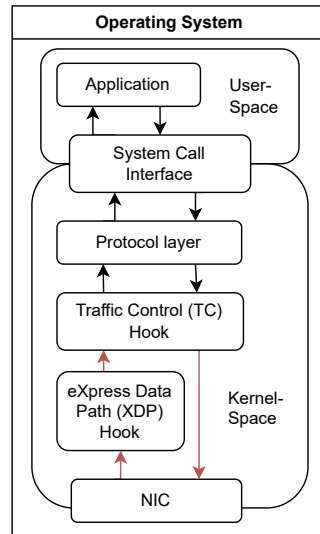 Operating System
Application
User-
Space
System Call
Interface
Protocol layer
Traffic Control (TC)
Hook
eXpress Data
Path (XDP)
Hook
Kernel-
Space
NIC